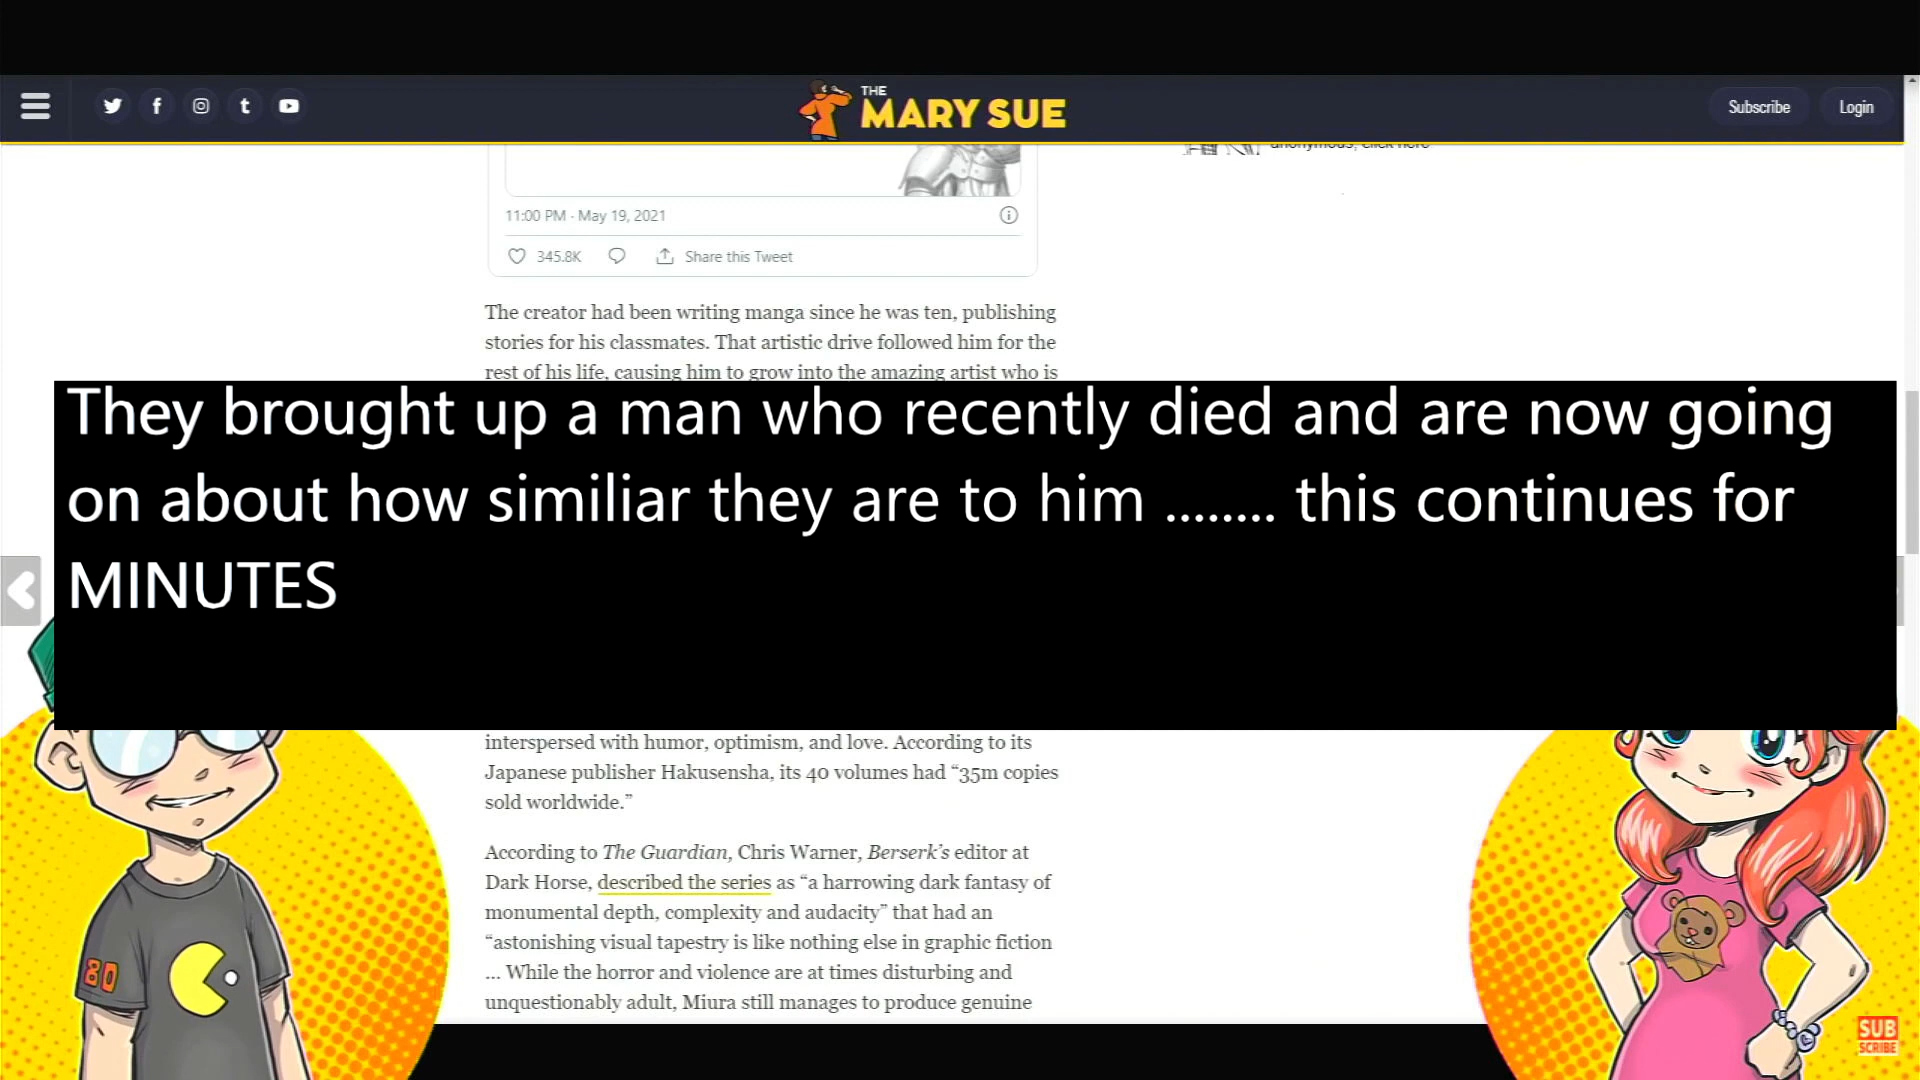 THE
MARY SUE
Subscribe
Login
anonymous, click here
11:00 PM · May 19, 2021
345.8K
Share this Tweet
The creator had been writing manga since he was ten, publishing
stories for his classmates. That artistic drive followed him for the
rest of his life, causing him to grow into the amazing artist who is
They brought up a man who recently died and are now going
on about how similiar they are to him ........ this continues for
MINUTES
interspersed with humor, optimism, and love. According to its
Japanese publisher Hakusensha, its 40 volumes had “35m copies
sold worldwide.”
According to The Guardian, Chris Warner, Berserk’s editor at
Dark Horse, described the series as “a harrowing dark fantasy of
monumental depth, complexity and audacity” that had an
“astonishing visual tapestry is like nothing else in graphic fiction
... While the horror and violence are at times disturbing and
unquestionably adult, Miura still manages to produce genuine
80
SUB
SCRIBE